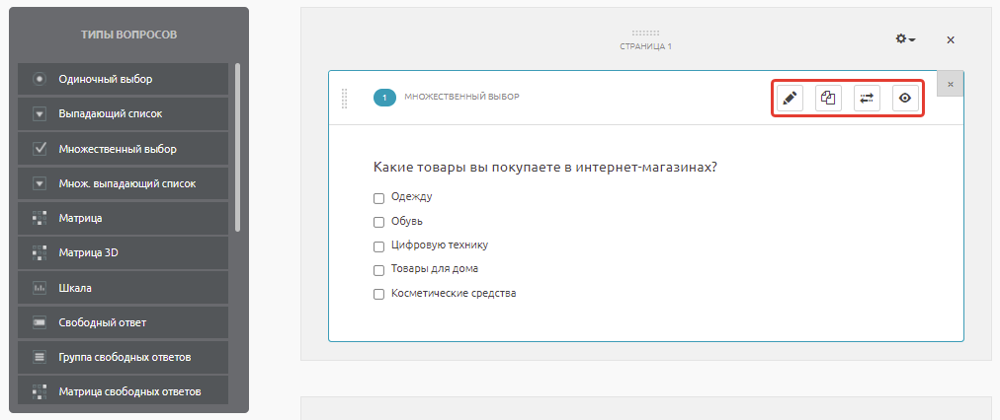 ТИПЫ ВОПРОСОВ
Одиночный выбор
Выпадающий список
Множественный выбор
Множ. выпадающий список
Матрица
Матрица 3D
Шкала
Свободный ответ
Группа свободных ответов
Матрица свободных ответов
СТРАНИЦА 1
1 МНОЖЕСТВЕННЫЙ ВЫБОР
Какие товары вы покупаете в интернет-магазинах?
Одежду
Обувь
Цифровую технику
Товары для дома
Косметические средства